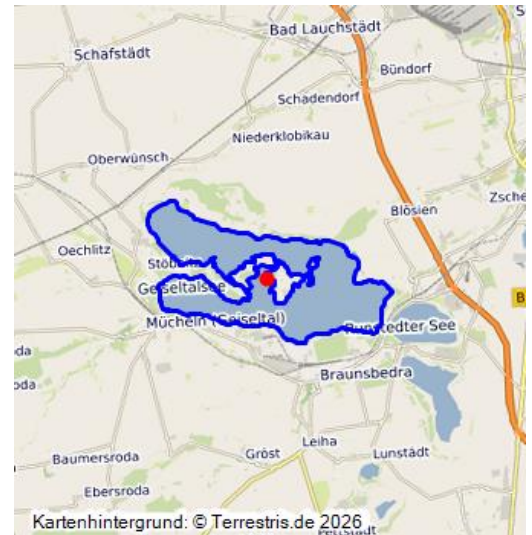 Bad Lauchstädt
Schafstädt
Bündorf
Schadendorf
Niederklobikau
Oberwünsch
Blösien
Oechlitz
Geiseltalsee
Mücheln (Geiseltal)
Runstedter See
B
Braunsbedra
Leiha
Gröst
Lunstädt
Baumersroda
Ebersroda
Kartenhintergrund: © Terrestris.de 2026